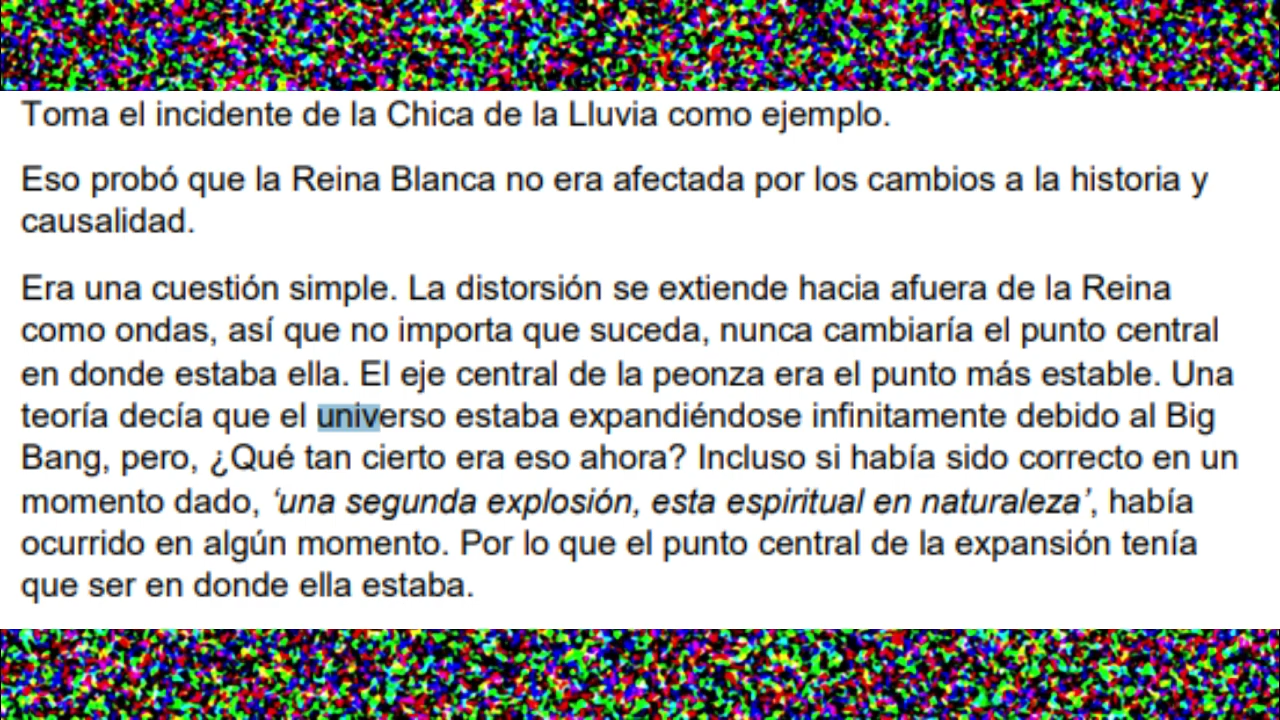 Toma el incidente de la Chica de la Lluvia como ejemplo.
Eso probó que la Reina Blanca no era afectada por los cambios a la historia y
causalidad.
Era una cuestión simple. La distorsión se extiende hacia afuera de la Reina
como ondas, así que no importa que suceda, nunca cambiaría el punto central
en donde estaba ella. El eje central de la peonza era el punto más estable. Una
teoría decía que el universo estaba expandiéndose infinitamente debido al Big
Bang, pero, ¿Qué tan cierto era eso ahora? Incluso si había sido correcto en un
momento dado, ‘una segunda explosión, esta espiritual en naturaleza’, había
ocurrido en algún momento. Por lo que el punto central de la expansión tenía
que ser en donde ella estaba.